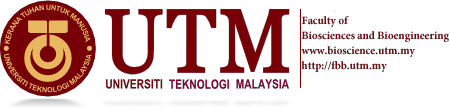 KERANA TUHAN UNTUK MANUSIA
UNIVERSITI TEKNOLOGI MALAYSIA
UTM
UNIVERSITI TEKNOLOGI MALAYSIA
Faculty of
Biosciences and Bioengineering
www.bioscience.utm.my
http://fbb.utm.my